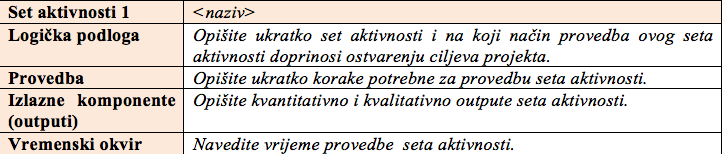 Set aktivnosti 1 <naziv>
Logička podloga Opišite ukratko set aktivnosti i na koji način provedba ovog seta
aktivnosti doprinosi ostvarenju ciljeva projekta.
Provedba Opišite ukratko korake potrebne za provedbu seta aktivnosti.
Izlazne komponente Opišite kvantitativno i kvalitativno outpute seta aktivnosti.
(outputi)
Vremenski okvir Navedite vrijeme provedbe seta aktivnosti.